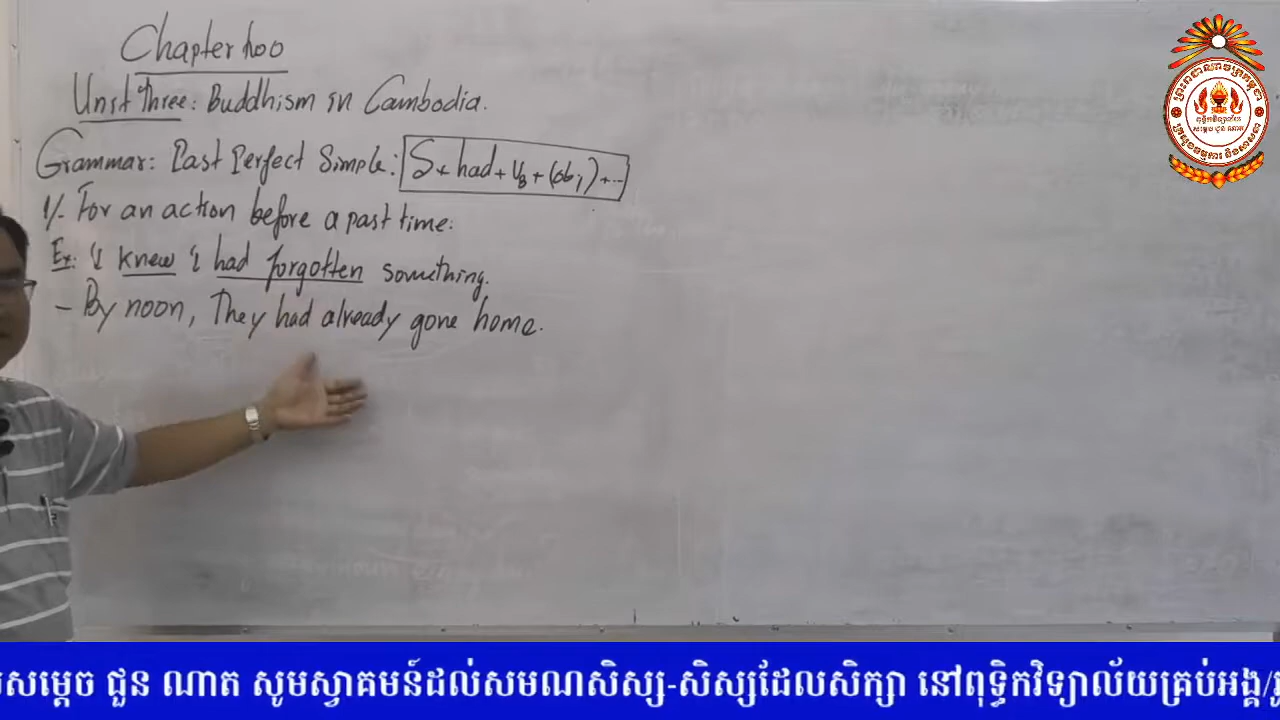 Chapter two
Unit Three: Buddhism in Cambodia.
Grammar: Past Perfect Simple: S + had + V3 + (obj) + ...
1/. For an action before a past time:
Ex: I knew I had forgotten something.
- By noon, They had already gone home.
សម្តេច ជួន ណាត សូមស្វាគមន៍ដល់សមណសិស្ស-សិស្សដែលសិក្សា នៅពុទ្ធិកវិទ្យាល័យគ្រប់អង្គ/រូ